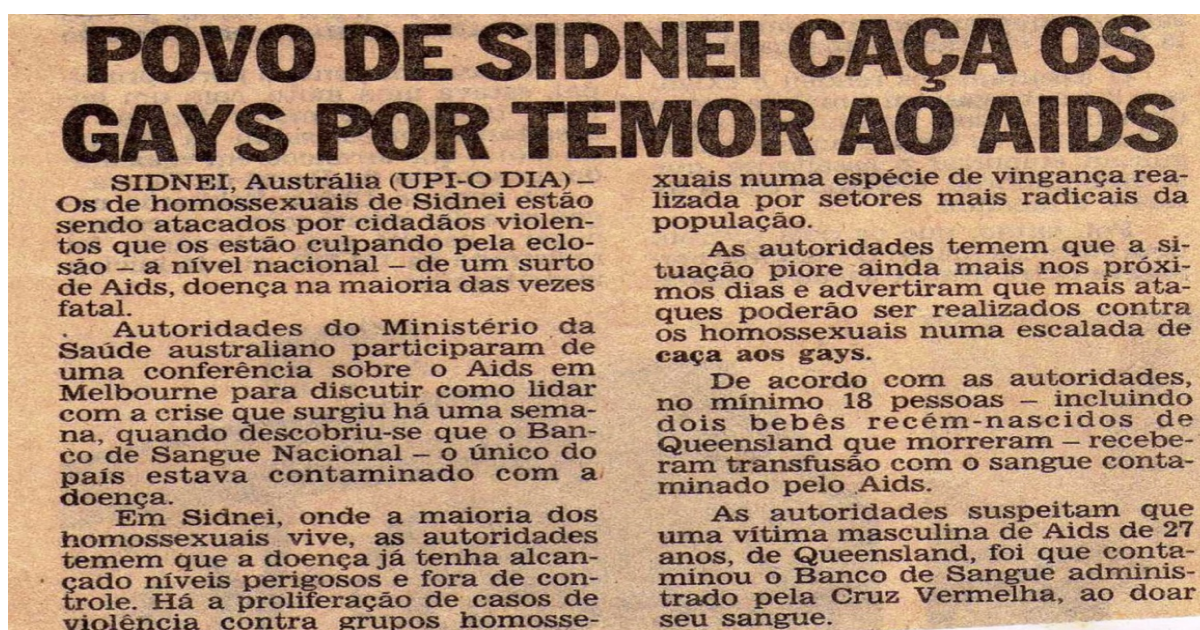 POVO DE SIDNEI CAÇA OS
GAYS POR TEMOR AO AIDS
SIDNEI, Austrália (UPI-O DIA) –
Os de homossexuais de Sidnei estão
sendo atacados por cidadãos violen-
tos que os estão culpando pela eclo-
são – a nível nacional – de um surto
de Aids, doença na maioria das vezes
fatal.
Autoridades do Ministério da
Saúde australiano participaram de
uma conferência sobre o Aids em
Melbourne para discutir como lidar
com a crise que surgiu há uma sema-
na, quando descobriu-se que o Ban-
co de Sangue Nacional – o único do
país estava contaminado com a
doença.
Em Sidnei, onde a maioria dos
homossexuais vive, as autoridades
temem que a doença já tenha alcan-
çado níveis perigosos e fora de con-
trole. Há a proliferação de casos de
violência contra grupos homosse-
xuais numa espécie de vingança rea-
lizada por setores mais radicais da
população.
As autoridades temem que a si-
tuação piore ainda mais nos próxi-
mos dias e advertiram que mais ata-
ques poderão ser realizados contra
os homossexuais numa escalada de
caça aos gays.
De acordo com as autoridades,
no mínimo 18 pessoas – incluindo
dois bebês recém-nascidos de
Queensland que morreram – recebe-
ram transfusão com o sangue conta-
minado pelo Aids.
As autoridades suspeitam que
uma vítima masculina de Aids de 27
anos, de Queensland, foi que conta-
minou o Banco de Sangue adminis-
trado pela Cruz Vermelha, ao doar
seu sangue.